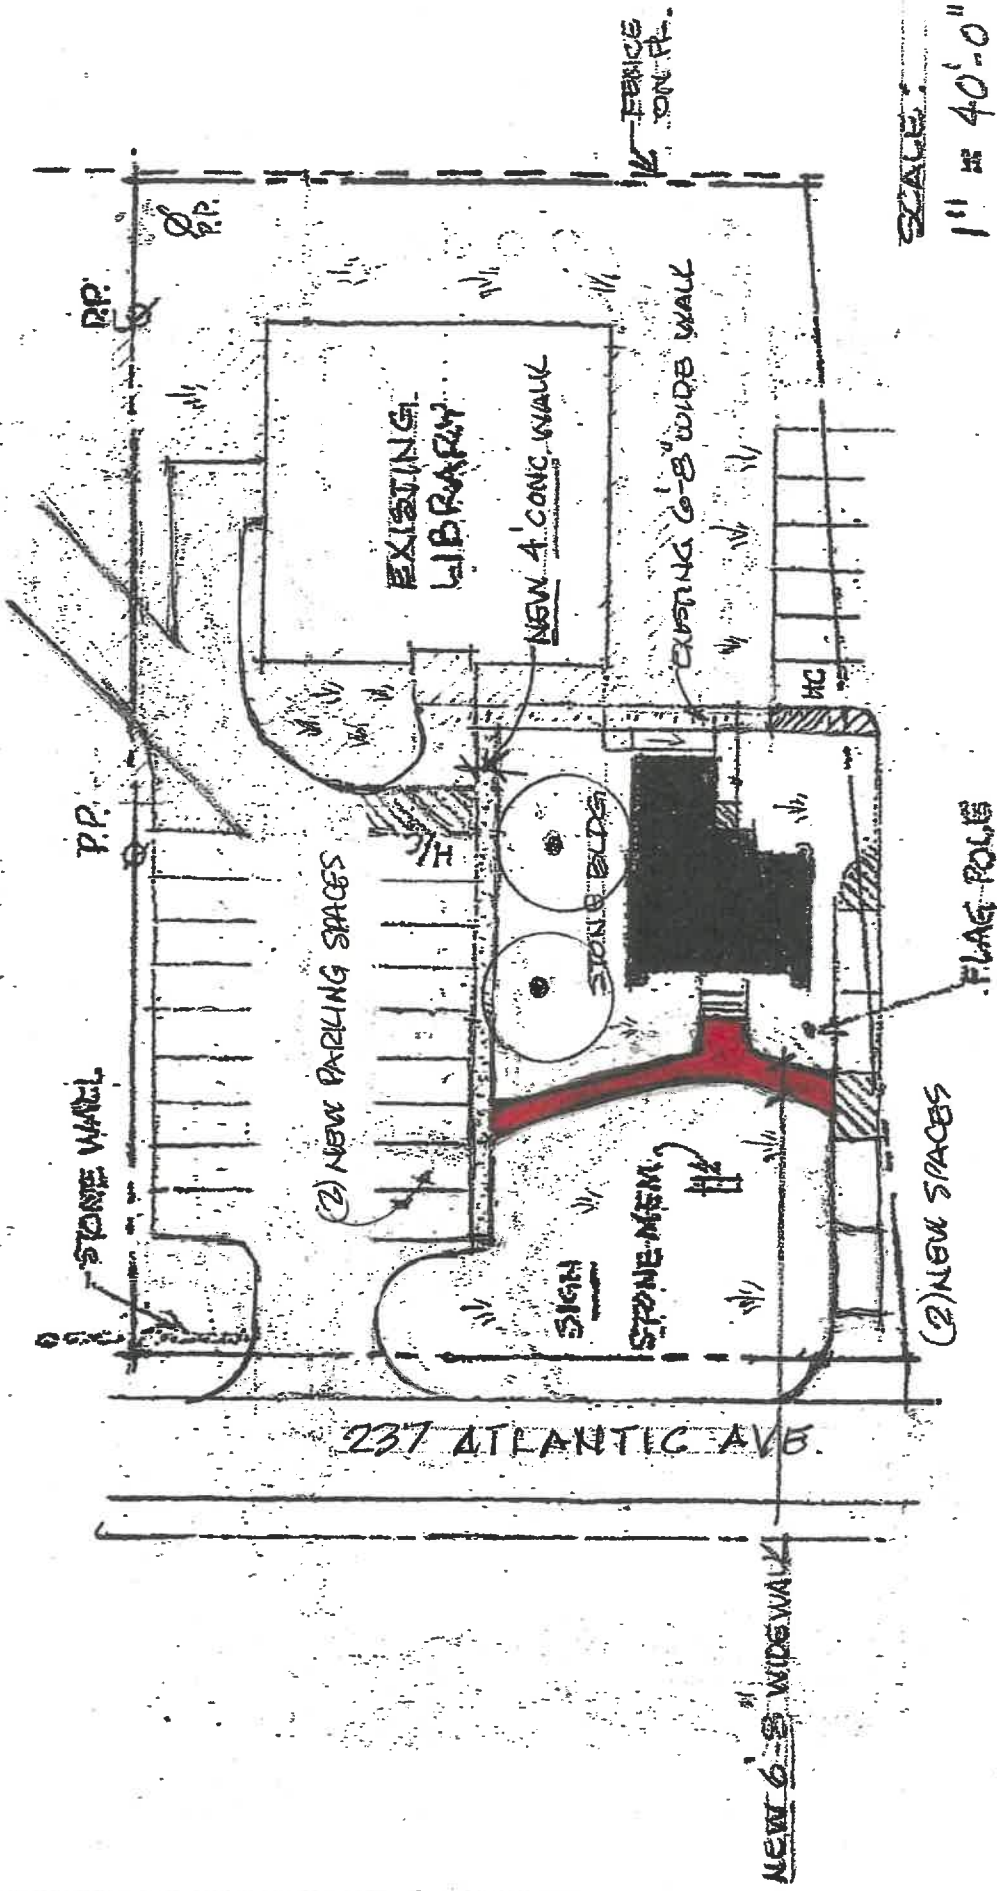 P.P.
P.P.
P.P.
STONE WALL
FENCE
ON PL.
EXISTING
LIBRARY
NEW 4' CONC. WALK
EXISTING 6'-8" WIDE WALK
(2) NEW PARKING SPACES
H/C
STONE BLDG
HC
SIGN
STONE MEM.
FLAG POLE
(2) NEW SPACES
237 ATLANTIC AVE.
NEW 6'-8" WIDE WALK
SCALE:
1" = 40'-0"